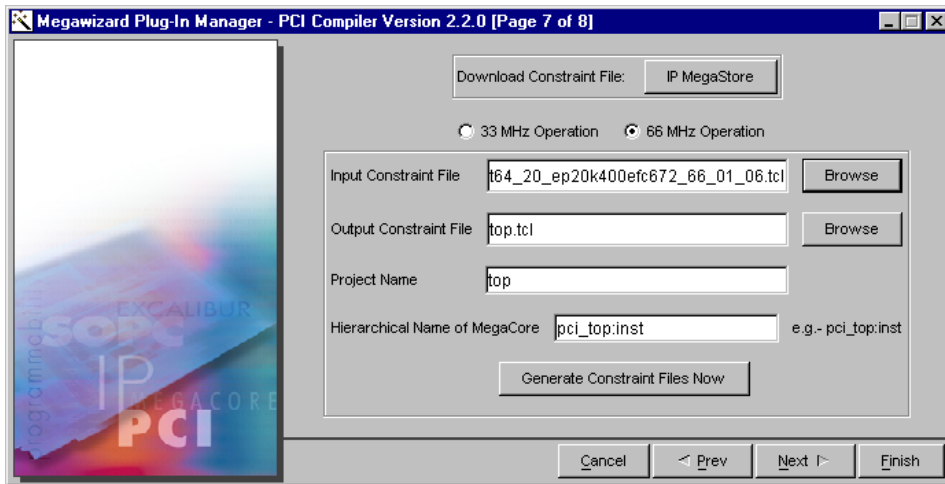 Megawizard Plug-In Manager - PCI Compiler Version 2.2.0 [Page 7 of 8]
Download Constraint File: IP MegaStore
33 MHz Operation 66 MHz Operation
Input Constraint File t64_20_ep20k400efc672_66_01_06.tcl Browse
Output Constraint File top.tcl Browse
Project Name top
Hierarchical Name of MegaCore pci_top:inst e.g.- pci_top:inst
Generate Constraint Files Now
EXCALIBUR
SOPC
IP
MEGACORE
PCI
Cancel Prev Next Finish